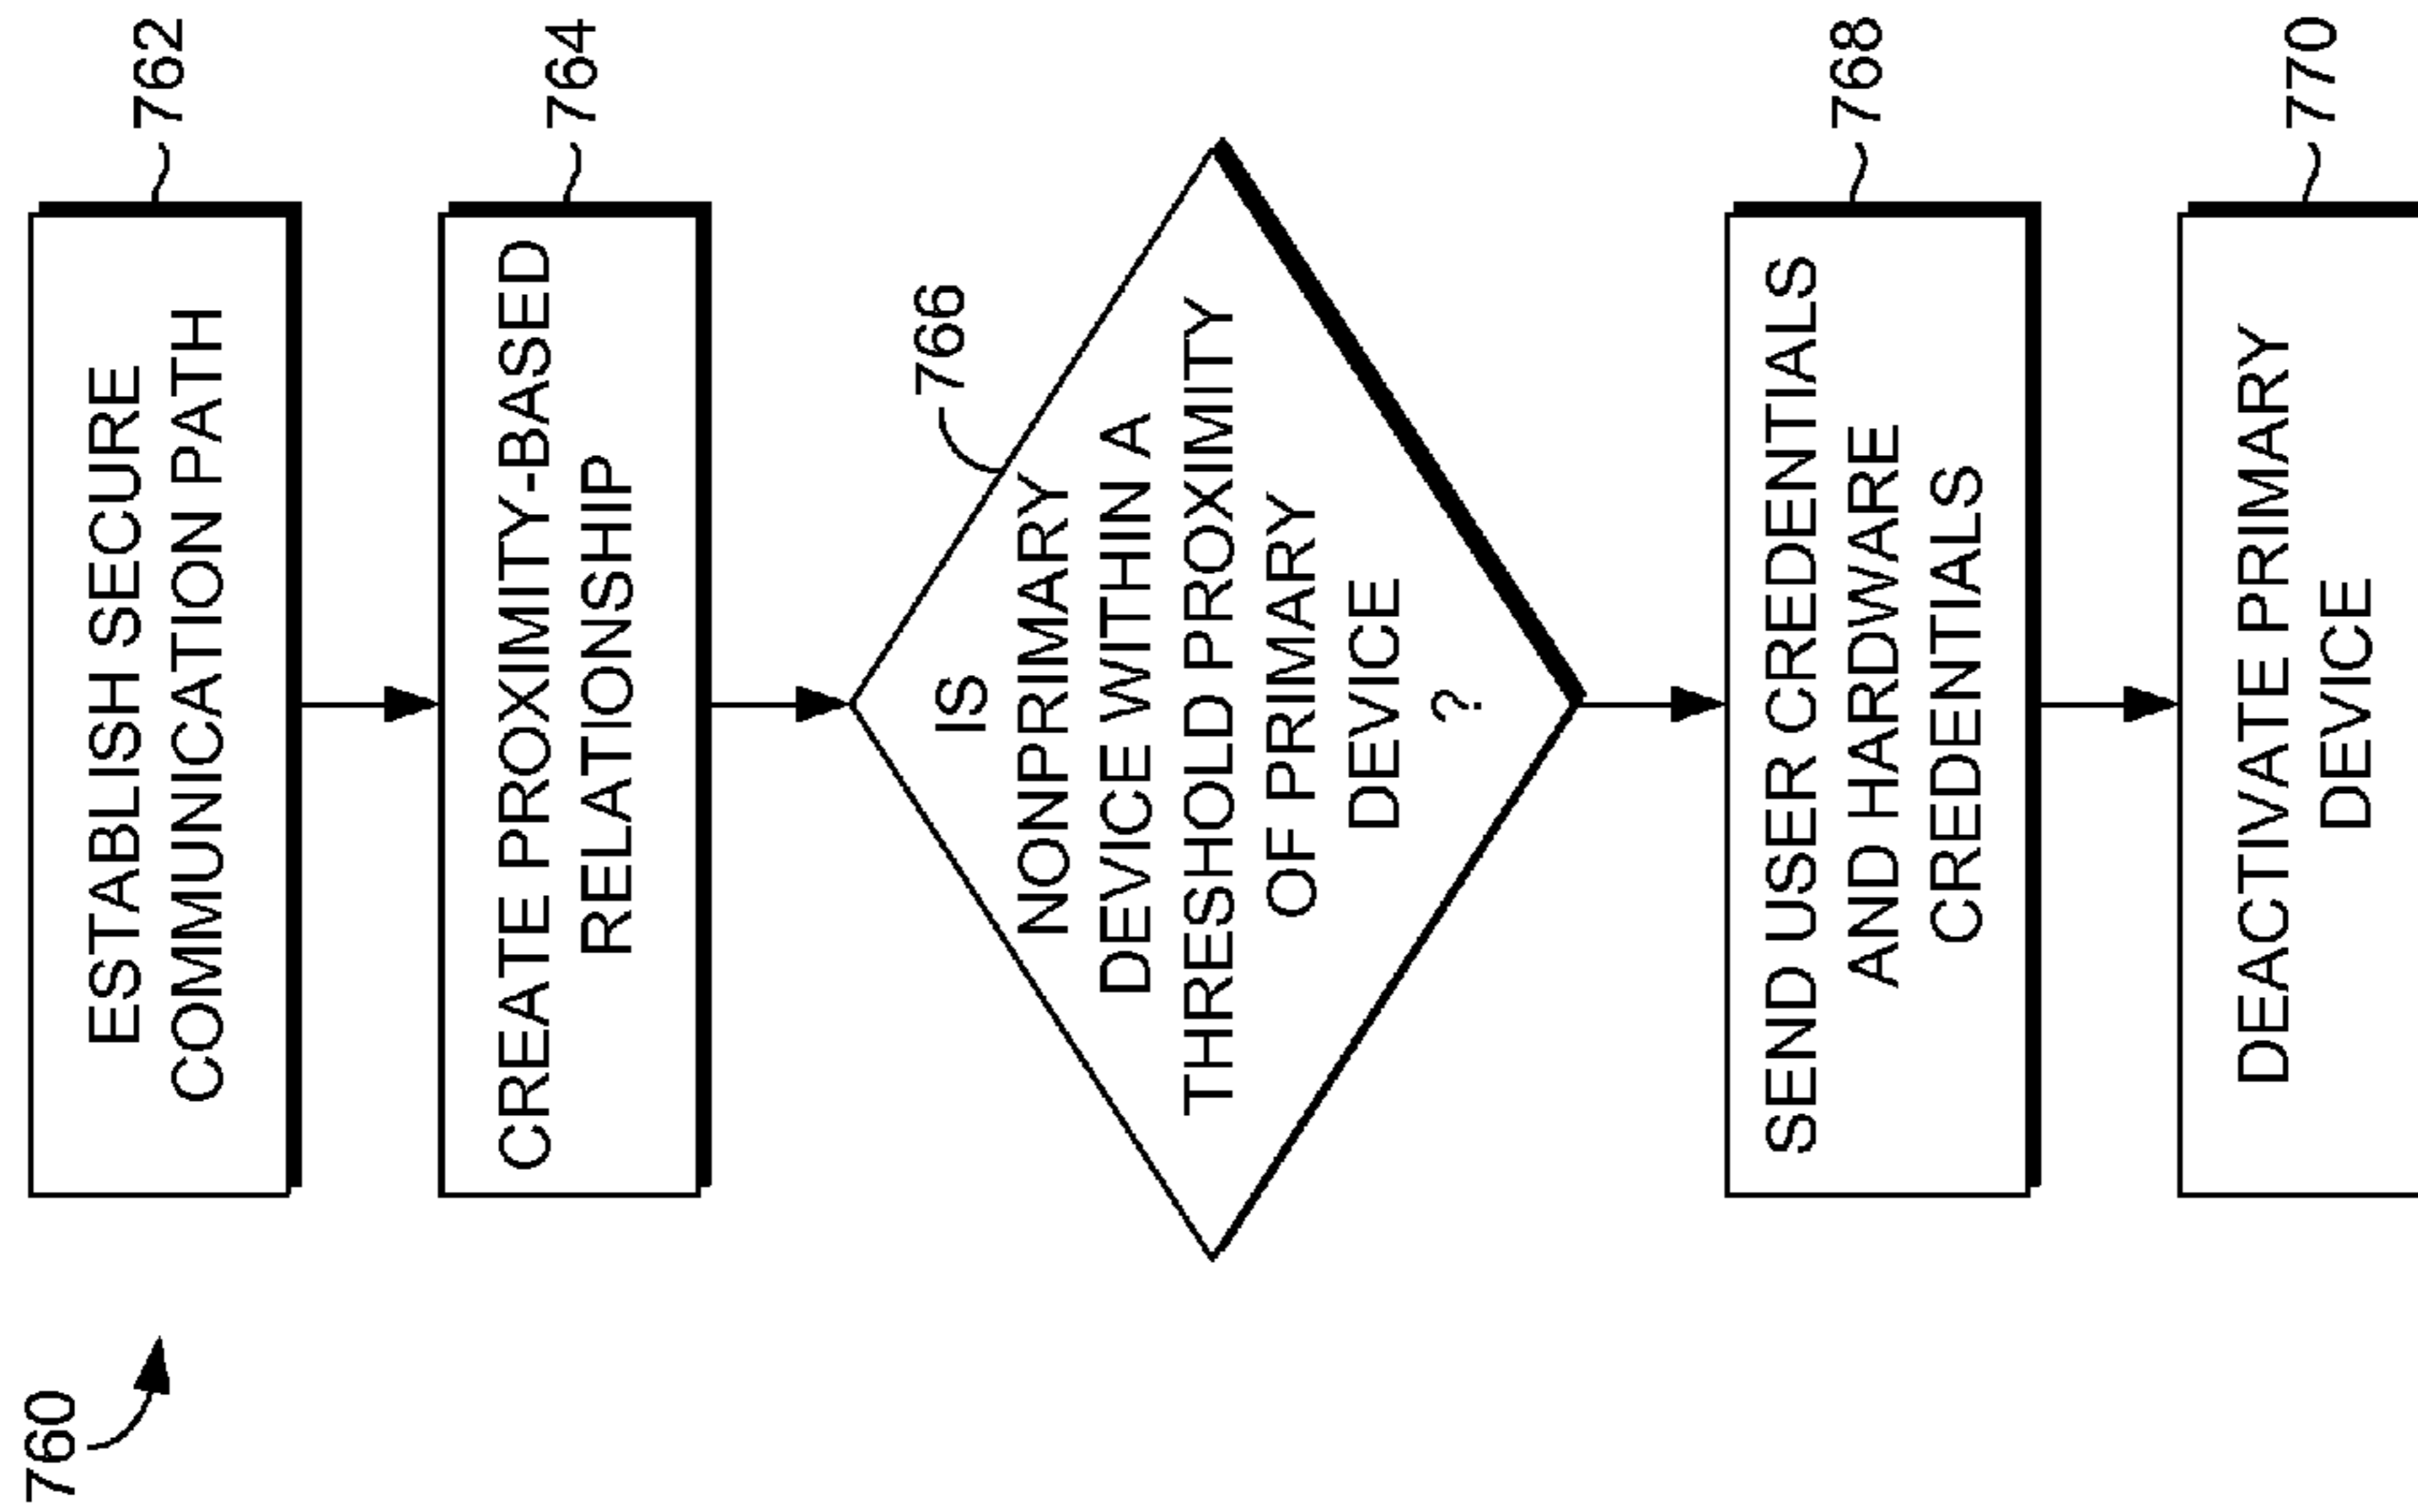 760
ESTABLISH SECURE
COMMUNICATION PATH
762
CREATE PROXIMITY-BASED
RELATIONSHIP
764
766
IS
NONPRIMARY
DEVICE WITHIN A
THRESHOLD PROXIMITY
OF PRIMARY
DEVICE
?
SEND USER CREDENTIALS
AND HARDWARE
CREDENTIALS
768
DEACTIVATE PRIMARY
DEVICE
770